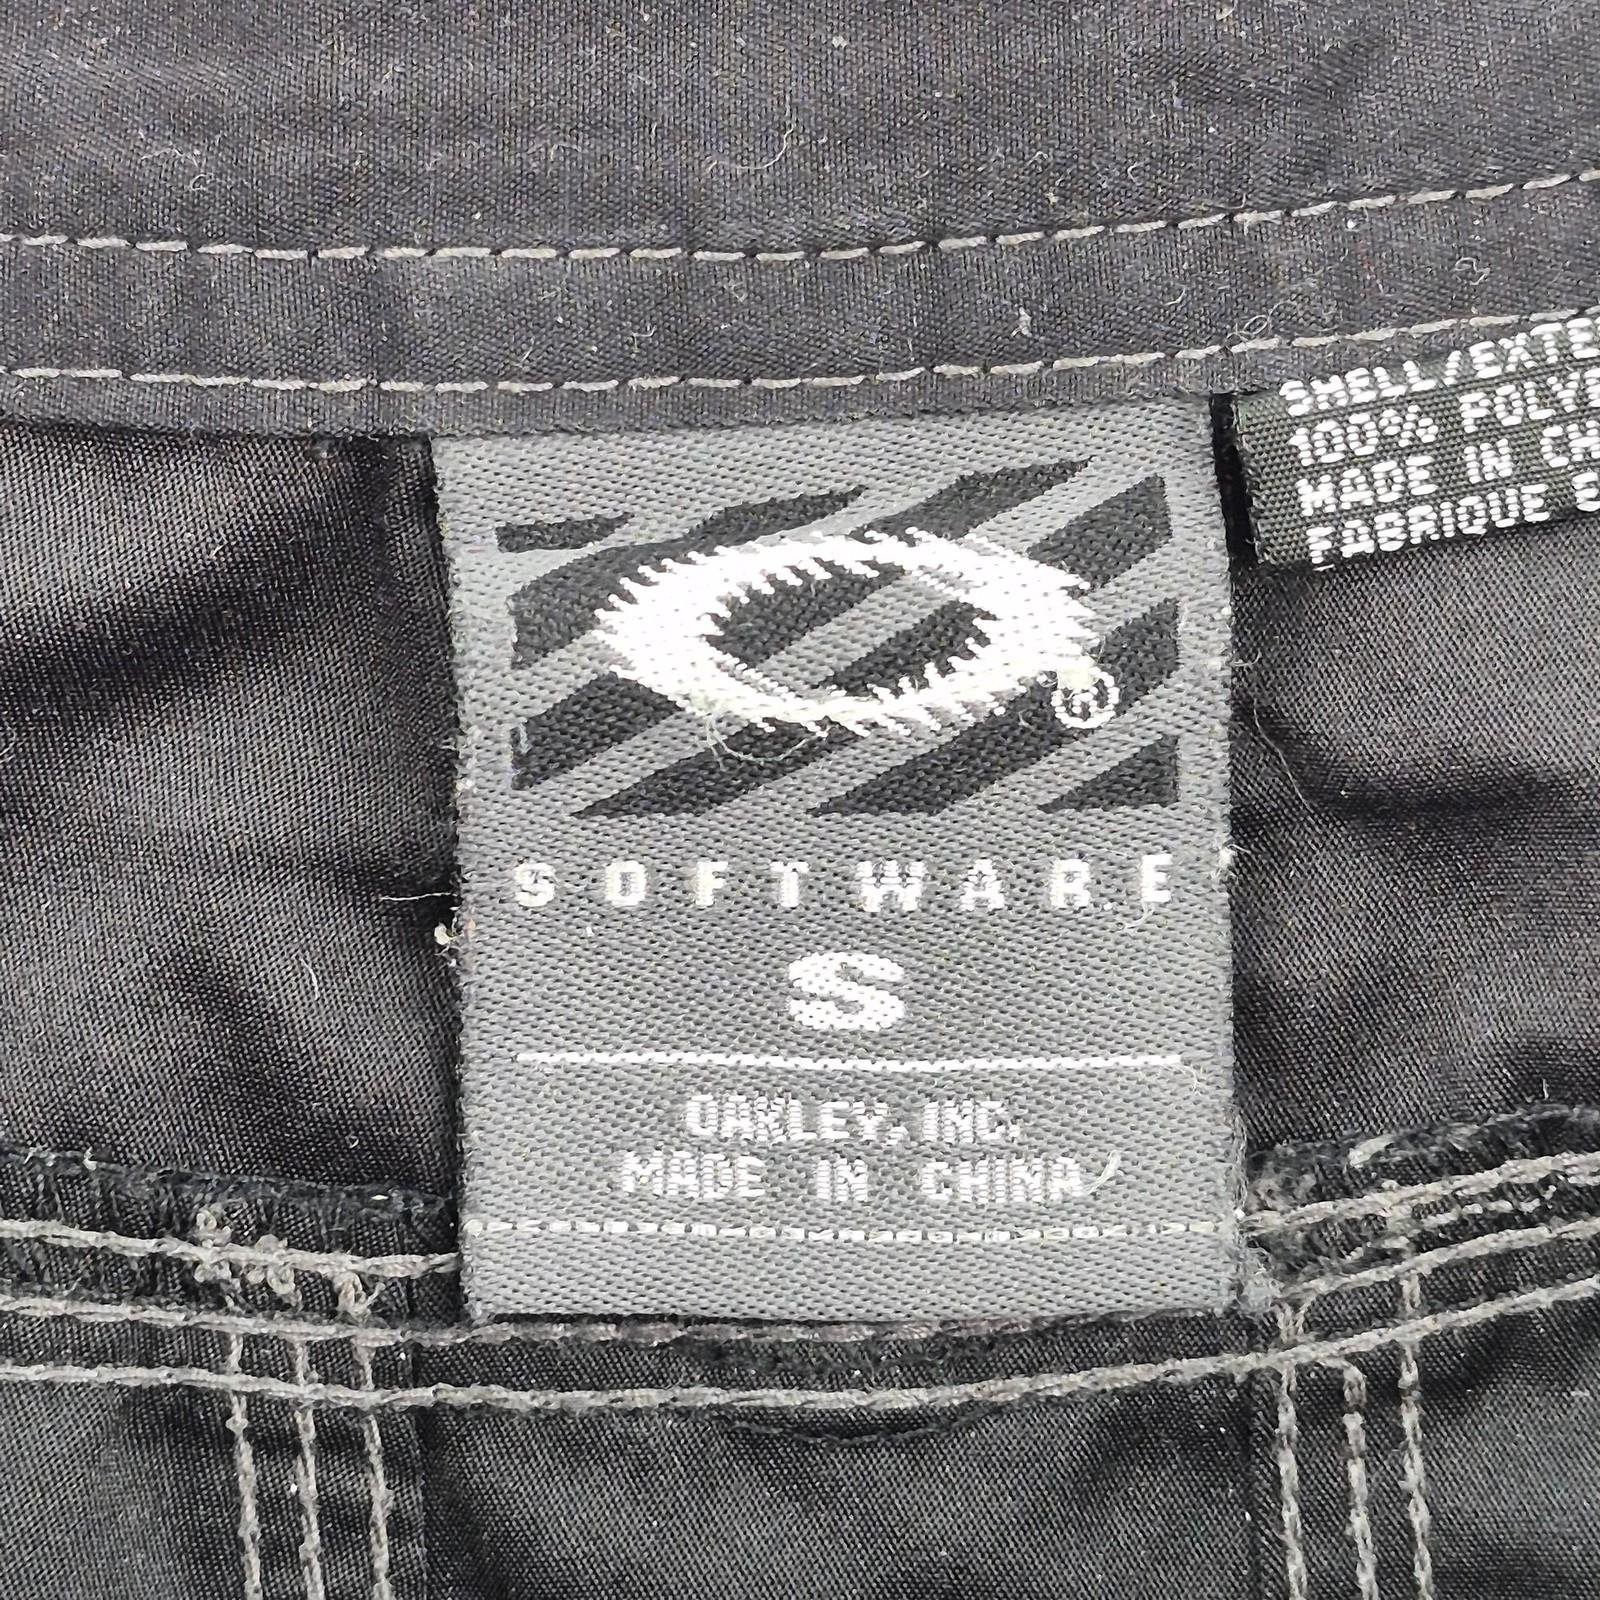 ®
SOFTWARE
S
OAKLEY, INC.
MADE IN CHINA
SHELL/EXTE
100% POLYE
MADE IN CH
FABRIQUE E